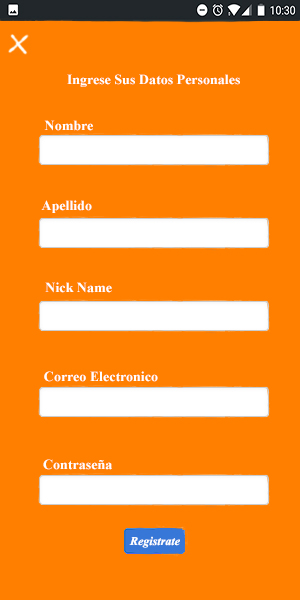 10:30
Ingrese Sus Datos Personales
Nombre
Apellido
Nick Name
Correo Electronico
Contraseña
Registrate